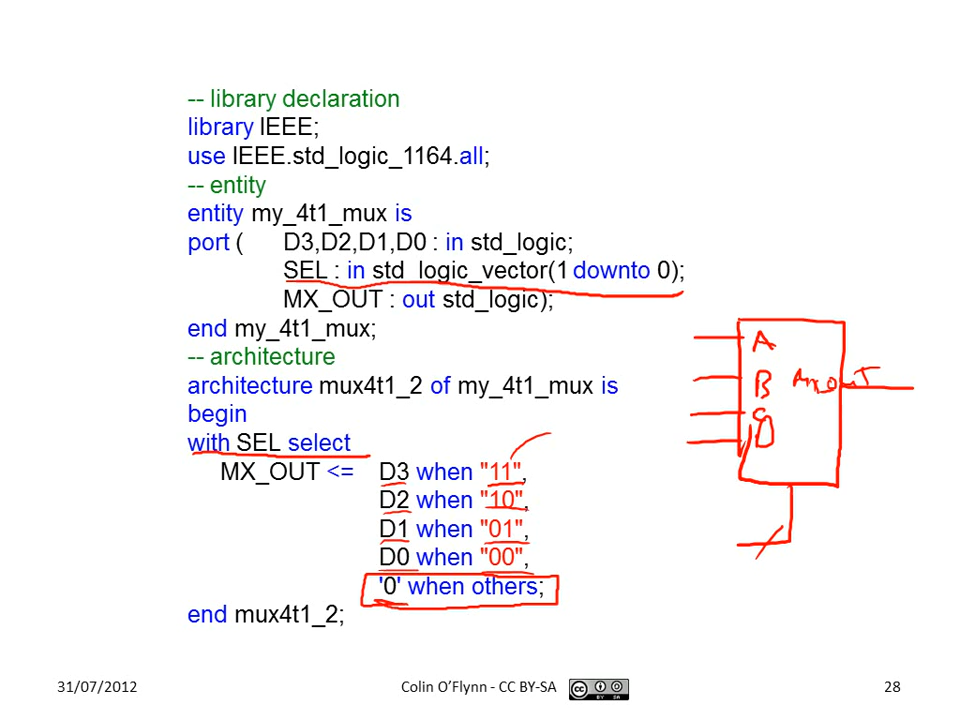 -- library declaration
library IEEE;
use IEEE.std_logic_1164.all;
-- entity
entity my_4t1_mux is
port ( D3,D2,D1,D0 : in std_logic;
SEL : in std_logic_vector(1 downto 0);
MX_OUT : out std_logic);
end my_4t1_mux;
-- architecture
architecture mux4t1_2 of my_4t1_mux is
begin
with SEL select
MX_OUT <= D3 when "11",
D2 when "10",
D1 when "01",
D0 when "00",
'0' when others;
end mux4t1_2;
A
B
C
D
31/07/2012 Colin O'Flynn - CC BY-SA 28